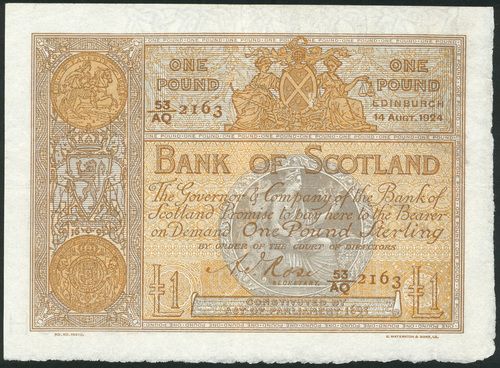 ONE POUND
ONE POUND
53/AQ 2163
EDINBURGH
14 AUGT. 1924
BANK OF SCOTLAND
The Governor & Company of the Bank of
Scotland Promise to pay here to the Bearer
on Demand One Pound Sterling
BY ORDER OF THE COURT OF DIRECTORS
A. J. Rose
SECRETARY
53/AQ 2163
£1
£1
CONSTITUTED BY
ACT OF PARLIAMENT 1695
G. WATERSTON & SONS, LD.